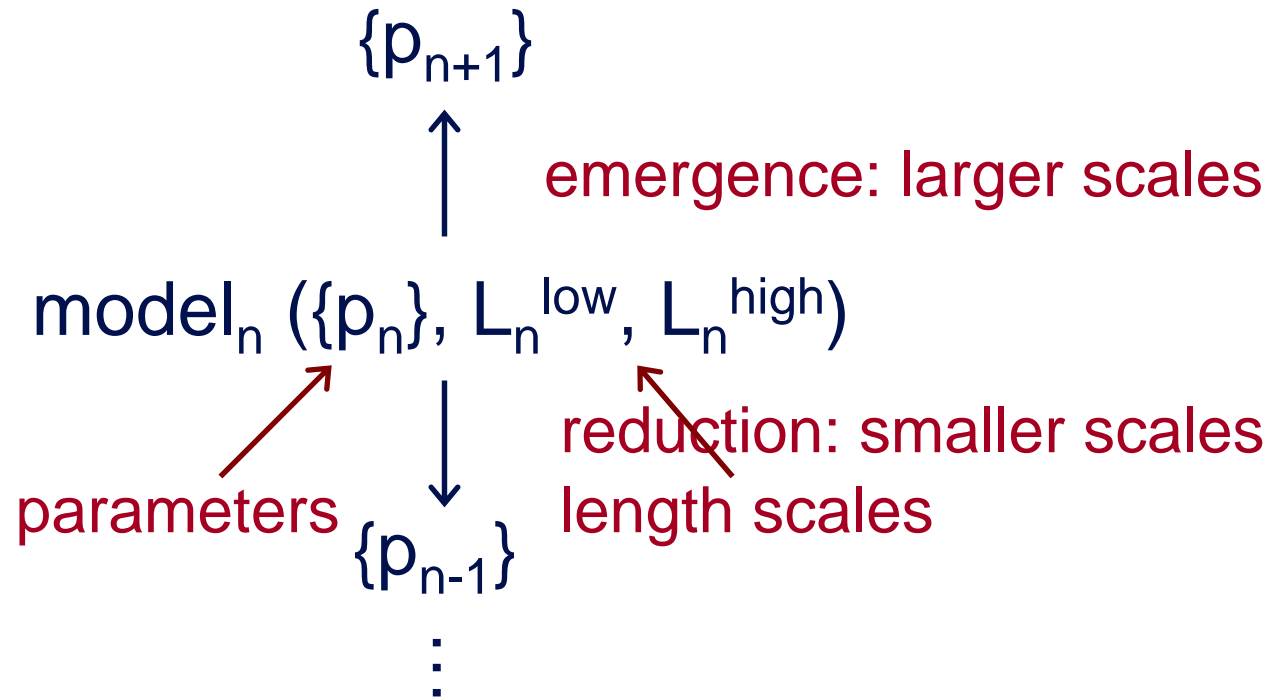 {pₙ₊₁}
emergence: larger scales
modelₙ ({pₙ}, Lₙˡᵒʷ, Lₙʰⁱᵍʰ)
reduction: smaller scales
parameters
length scales
{pₙ₋₁}
⋮